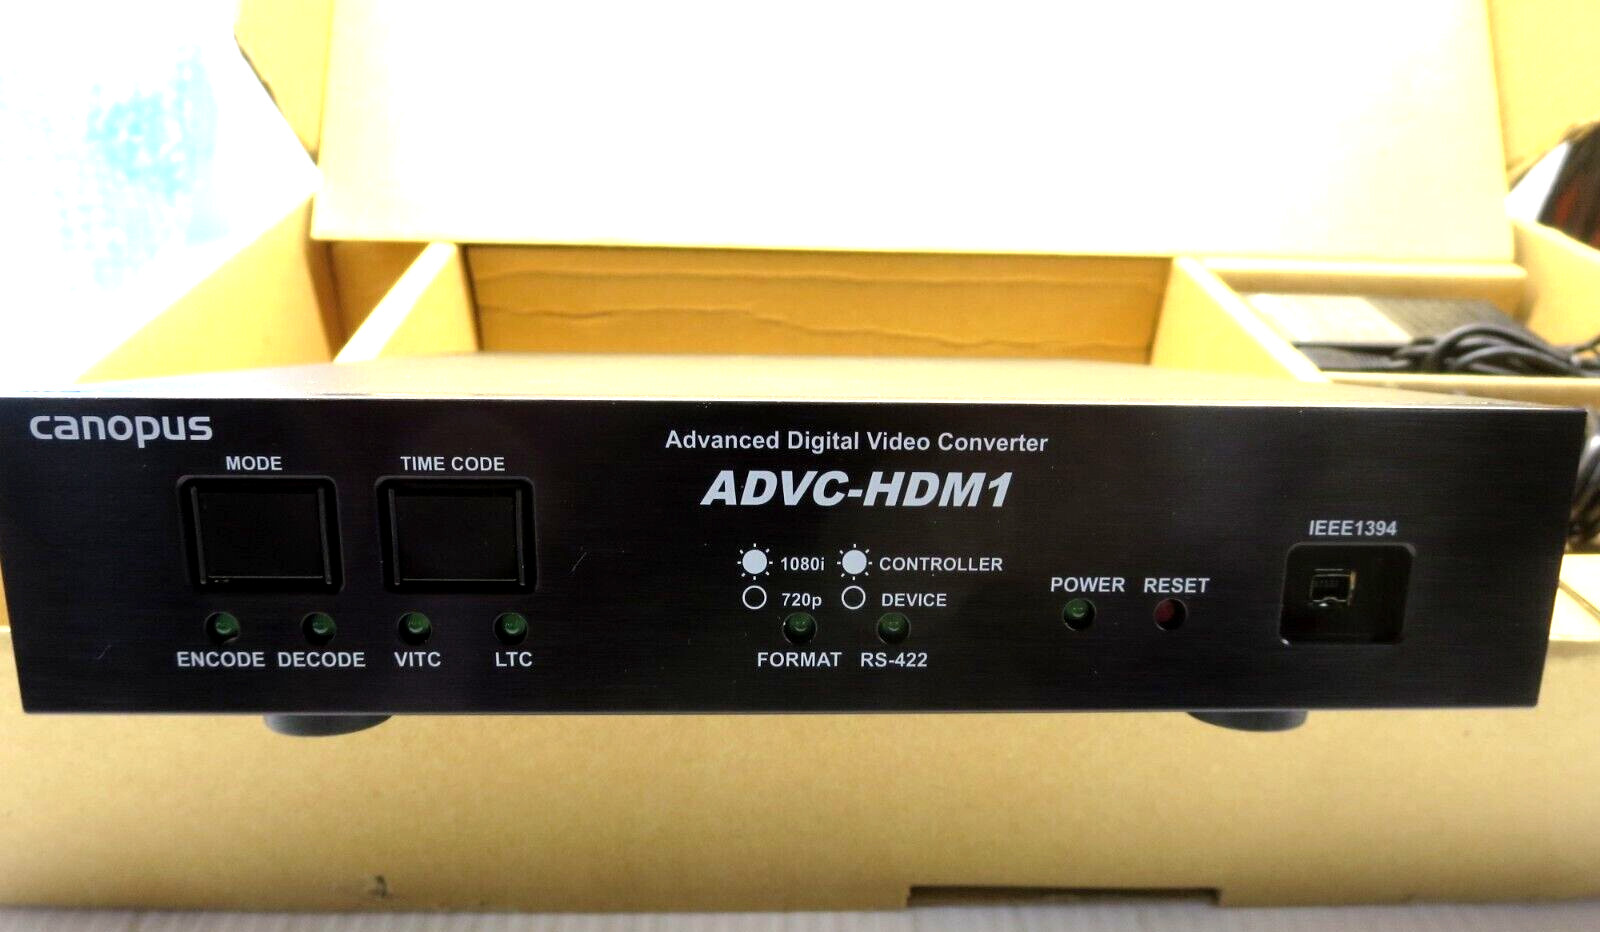 canopus
Advanced Digital Video Converter
ADVC-HDM1
MODE
TIME CODE
IEEE1394
1080i CONTROLLER
720p DEVICE
POWER RESET
ENCODE DECODE VITC LTC
FORMAT RS-422